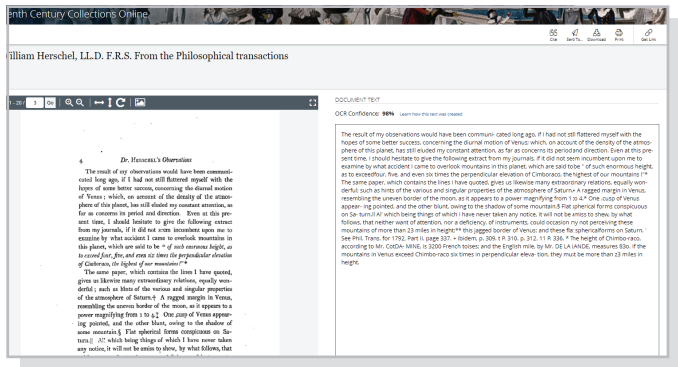 enth Century Collections Online
Cite Send To... Download Print Get Link
illiam Herschel, LL.D. F.R.S. From the Philosophical transactions
1 - 20 / 3 Go
DOCUMENT TEXT
OCR Confidence: 98% Learn how this text was created
4 Dr. HERSCHEL's Observations
The result of my observations would have been communi-
cated long ago, if I had not still flattered myself with the
hopes of some better success, concerning the diurnal motion
of Venus; which, on account of the density of the atmos-
phere of this planet, has still eluded my constant attention, as
far as concerns its period and direction. Even at this pre-
sent time, I should hesitate to give the following extract
from my journals, if it did not seem incumbent upon me to
examine by what accident I came to overlook mountains in
this planet, which are said to be " of such enormous height, as
to exceed four, five, and even six times the perpendicular elevation
of Cimboraco, the highest of our mountains !"*
The same paper, which contains the lines I have quoted,
gives us likewise many extraordinary relations, equally won-
derful; such as hints of the various and singular properties
of the atmosphere of Saturn.† A ragged margin in Venus,
resembling the uneven border of the moon, as it appears to a
power magnifying from 1 to 4.‡ One cusp of Venus appear-
ing pointed, and the other blunt, owing to the shadow of
some mountain.§ Flat spherical forms conspicuous on Sa-
turn.|| All which being things of which I have never taken
any notice, it will not be amiss to shew, by what follows, that
The result of my observations would have been communi- cated long ago, if I had not still flattered myself with the
hopes of some better success, concerning the diurnal motion of Venus; which, on account of the density of the atmos-
phere of this planet, has still eluded my constant attention, as far as concerns its period and direction. Even at this pre-
sent time, I should hesitate to give the following extract from my journals, if it did not seem incumbent upon me to
examine by what accident I came to overlook mountains in this planet, which are said tobe " of such enormous height,
as to exceedfour, five, and even six times the perpendicular elevation of Cimboraco, the highest of our mountains I"*
The same paper, which contains the lines I have quoted, gives us likewise many extraordinary relations, equally won-
derful; such as hints of the various and singular properties of the atmosphere of Saturn.+ A ragged margin in Venus,
resembling the uneven border of the moon, as it appears to a power magnifying from 1 to 4.* One .cusp of Venus
appear- ing pointed, and the other blunt, owing to the shadow of some mountain.§ Flat spherical forms conspicuous
on Sa- turn.II Al' which being things of which I have never taken any notice, it will not be amiss to shew, by what
follows, that neither want of attention, nor a deficiency of instruments, could occasion my not perceiving these
mountains of more than 23 miles in height;** this jagged border of Venus; and these fla: sphericalforms on Saturn. '
See Phil. Trans. for 1792. Part II. page 337. + Ibidem, p. 309. t P. 310. p. 312. 11 P. 336. * The height of Chimbo-raco,
according to Mr. CotDA- MINE, is 3200 French toises; and the English mile, by Mr. DE LA lANDE, measures 83o. If the
mountains in Venus exceed Chimbo-raco six times in perpendicular eleva- tion, they must be more than 23 miles in
height.